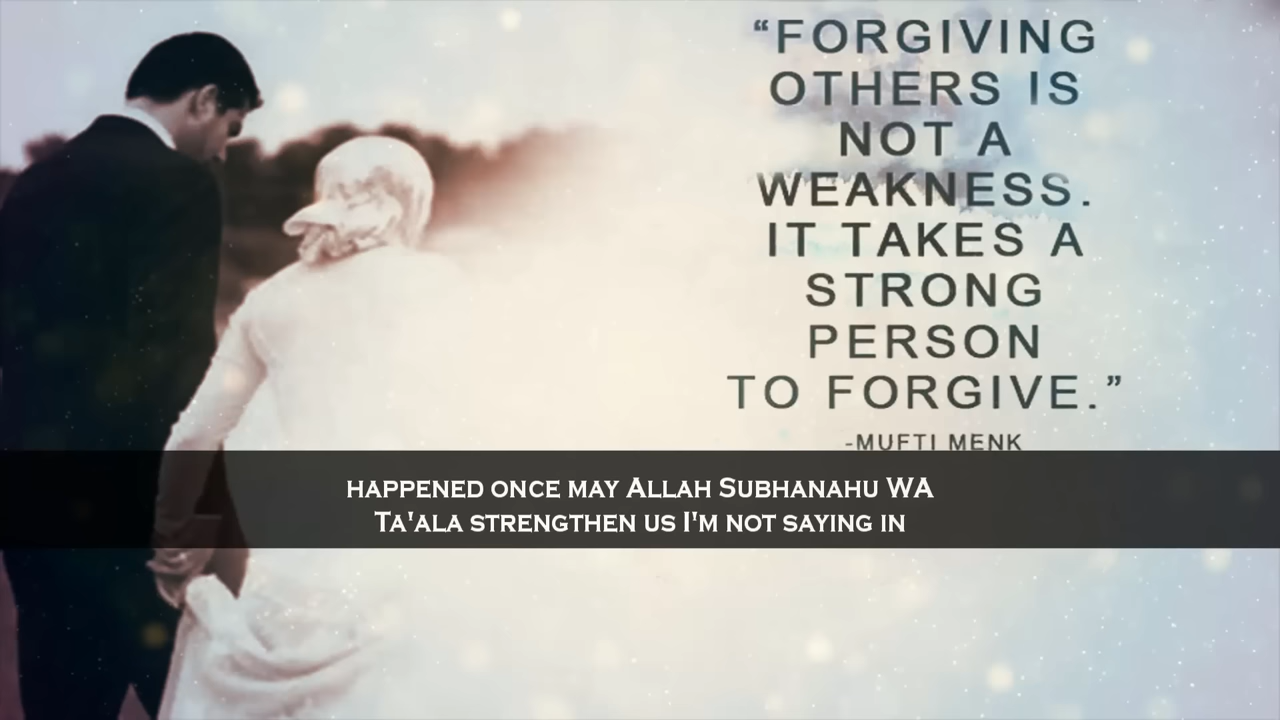 “FORGIVING
OTHERS IS
NOT A
WEAKNESS.
IT TAKES A
STRONG
PERSON
TO FORGIVE.”
-MUFTI MENK
HAPPENED ONCE MAY ALLAH SUBHANAHU WA
TA'ALA STRENGTHEN US I'M NOT SAYING IN